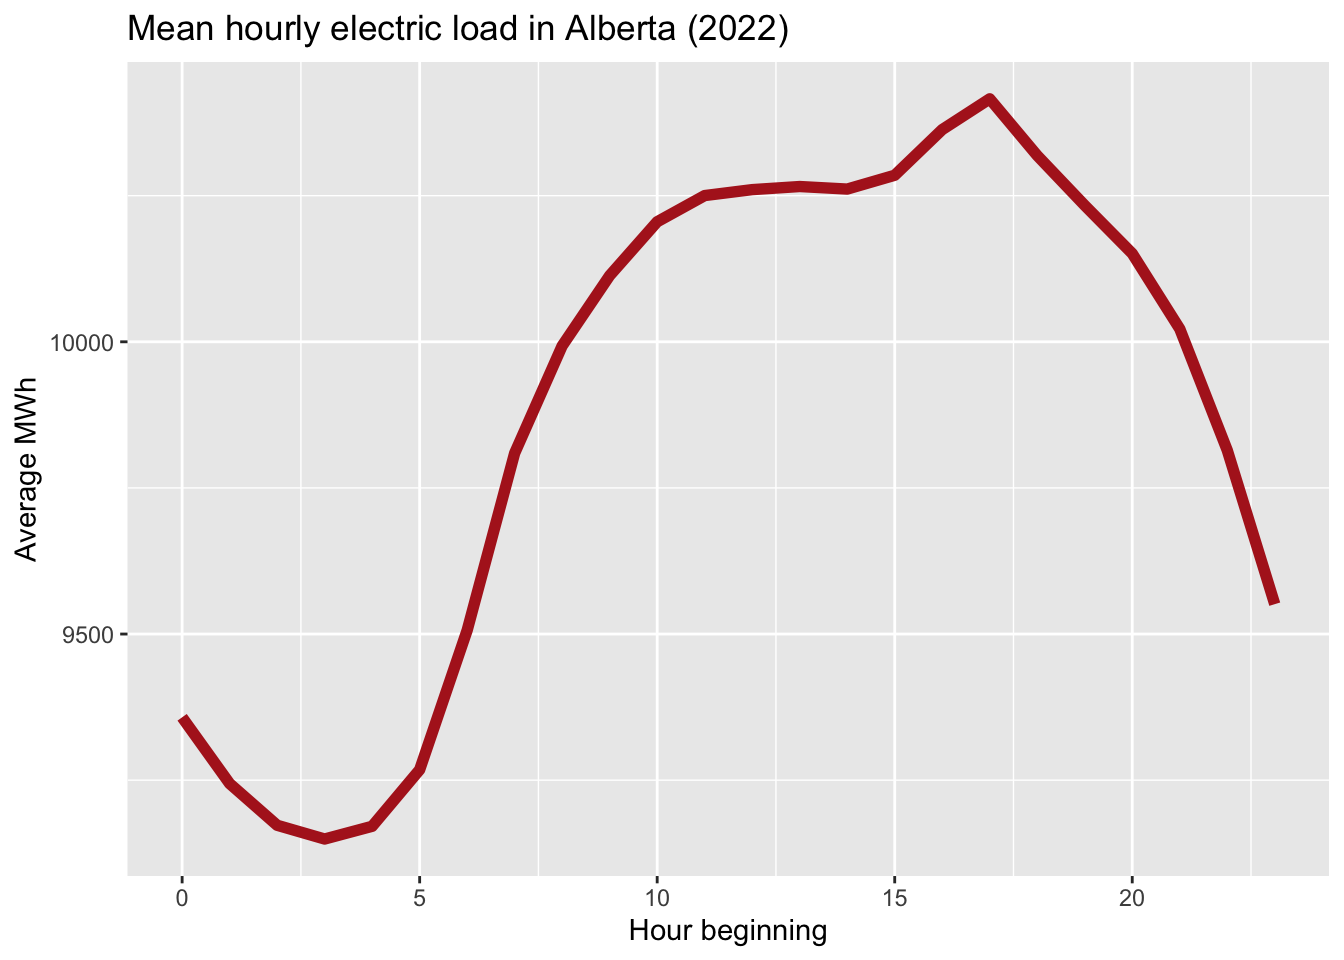 Mean hourly electric load in Alberta (2022)
Average MWh
10000
9500
0 5 10 15 20
Hour beginning